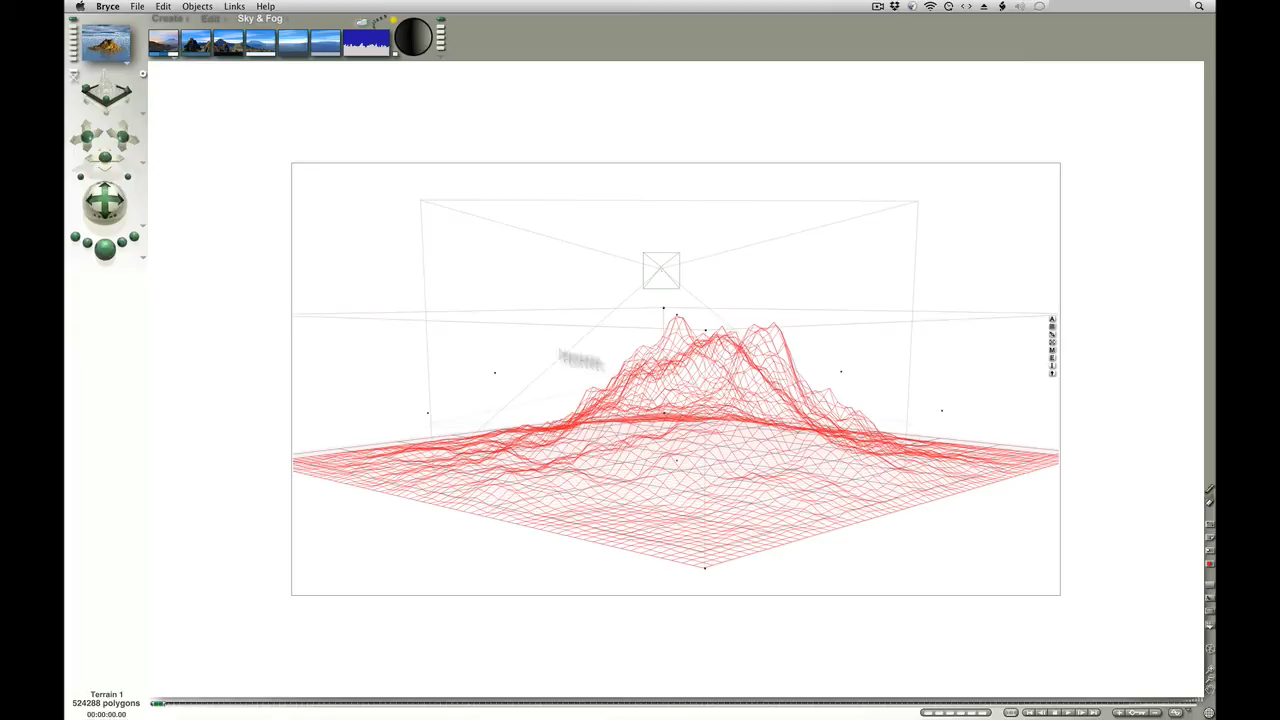 Bryce File Edit Objects Links Help
Create Edit Sky & Fog
A
M
E
Terrain 1
524288 polygons
00:00:00.00